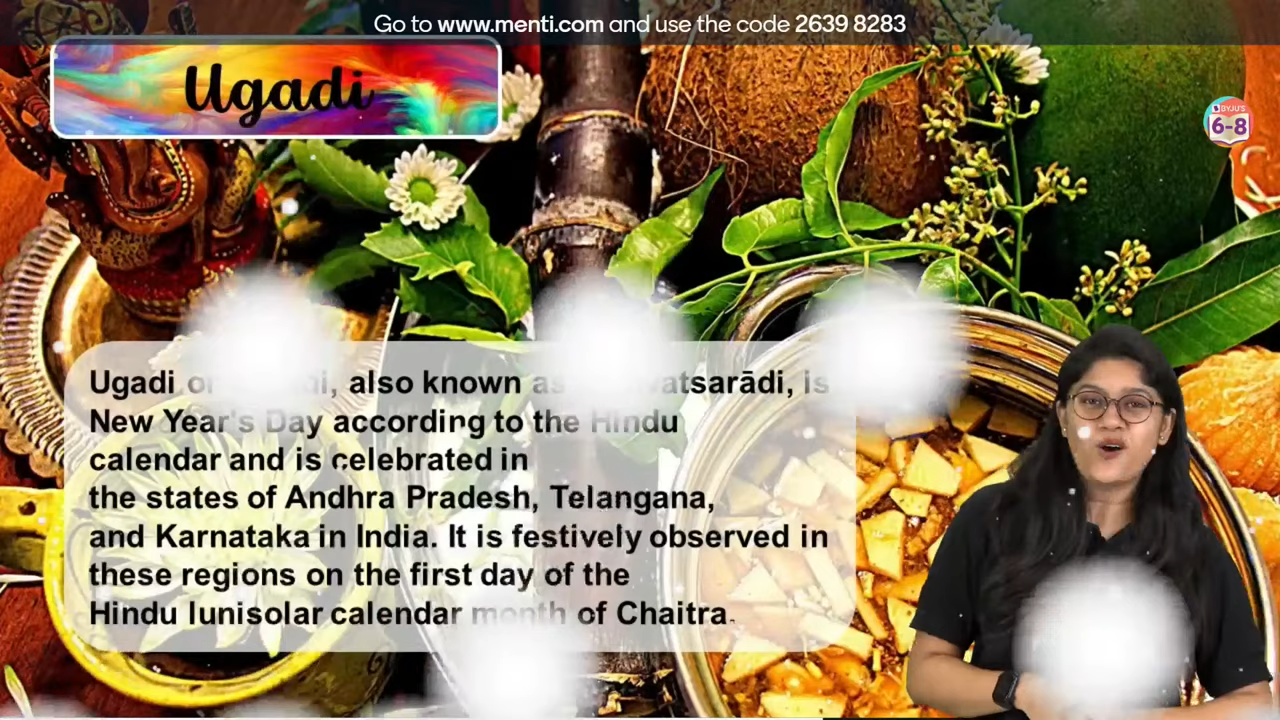 Go to www.menti.com and use the code 2639 8283
Ugadi
BYJU'S
6-8
Ugadi or also known as is
New Year's Day according to the Hindu
calendar and is celebrated in
the states of Andhra Pradesh, Telangana,
and Karnataka in India. It is festively observed in
these regions on the first day of the
Hindu lunisolar calendar month of Chaitra.